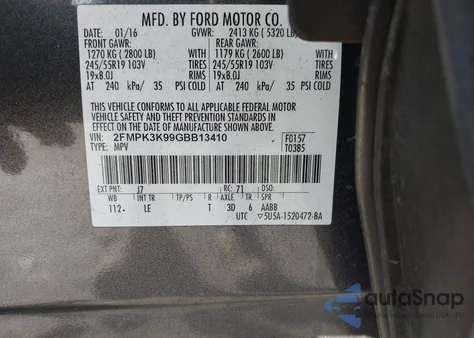 MFD. BY FORD MOTOR CO.
DATE: 01/16 GVWR: 2413 KG ( 5320 LB)
FRONT GAWR: REAR GAWR:
1270 KG ( 2800 LB) WITH 1179 KG ( 2600 LB) WITH
245/55R19 103V TIRES 245/55R19 103V TIRES
19x8.0J RIMS 19x8.0J RIMS
AT 240 kPa/ 35 PSI COLD AT 240 kPa/ 35 PSI COLD
THIS VEHICLE CONFORMS TO ALL APPLICABLE FEDERAL MOTOR
VEHICLE SAFETY AND THEFT PREVENTION STANDARDS IN EFFECT ON
THE DATE OF MANUFACTURE SHOWN ABOVE.
VIN: 2FMPK3K99GBB13410 F0157
TYPE: MPV T0385
EXT PNT: J7 RC: 71 DSO:
WB INT TR TP/PS R AXLE TR SPR
112 LE T 3D 6 AABB
UTC 5U5A-1520472-BA
autoSnap